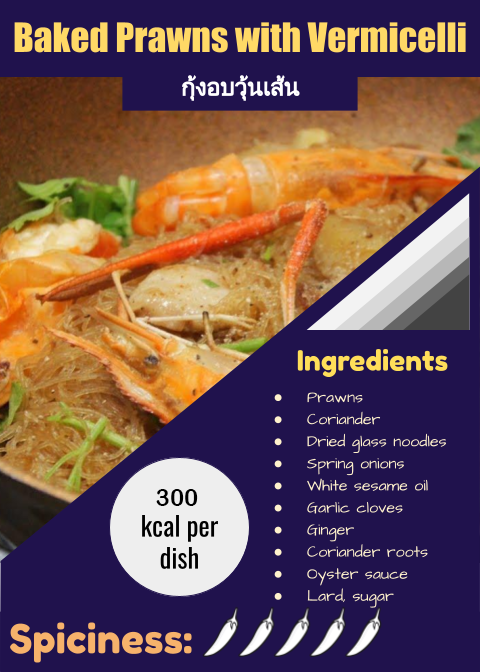 Baked Prawns with Vermicelli
กุ้งอบวุ้นเส้น
Ingredients
• Prawns
• Coriander
• Dried glass noodles
• Spring onions
• White sesame oil
• Garlic cloves
• Ginger
• Coriander roots
• Oyster sauce
• Lard, sugar
300
kcal per
dish
Spiciness: